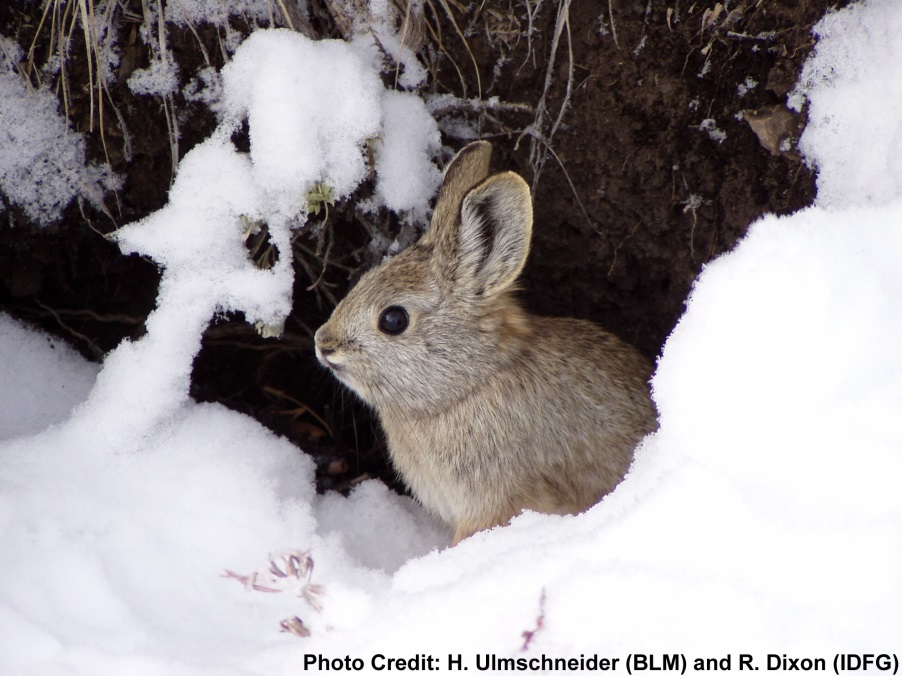 Photo Credit: H. Ulmschneider (BLM) and R. Dixon (IDFG)